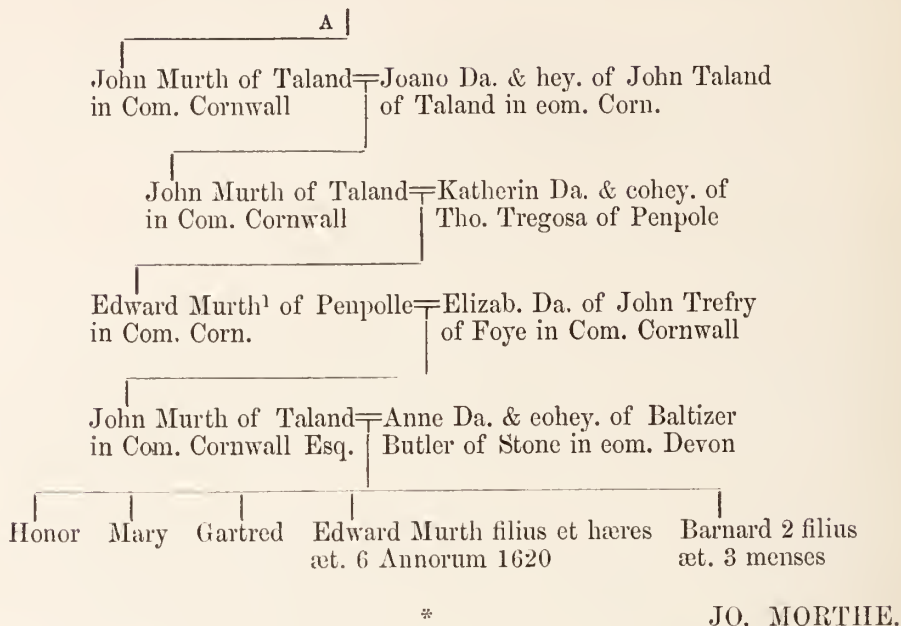 A
John Murth of Taland=Joano Da. & hey. of John Taland
in Com. Cornwall of Taland in com. Corn.
John Murth of Taland=Katherin Da. & cohey. of
in Com. Cornwall Tho. Tregosa of Penpole
Edward Murth¹ of Penpolle=Elizab. Da. of John Trefry
in Com. Corn. of Foye in Com. Cornwall
John Murth of Taland=Anne Da. & cohey. of Baltizer
in Com. Cornwall Esq. Butler of Stone in com. Devon
Honor Mary Gartred Edward Murth filius et hæres Barnard 2 filius
æt. 6 Annorum 1620 æt. 3 menses
* JO. MORTHE.